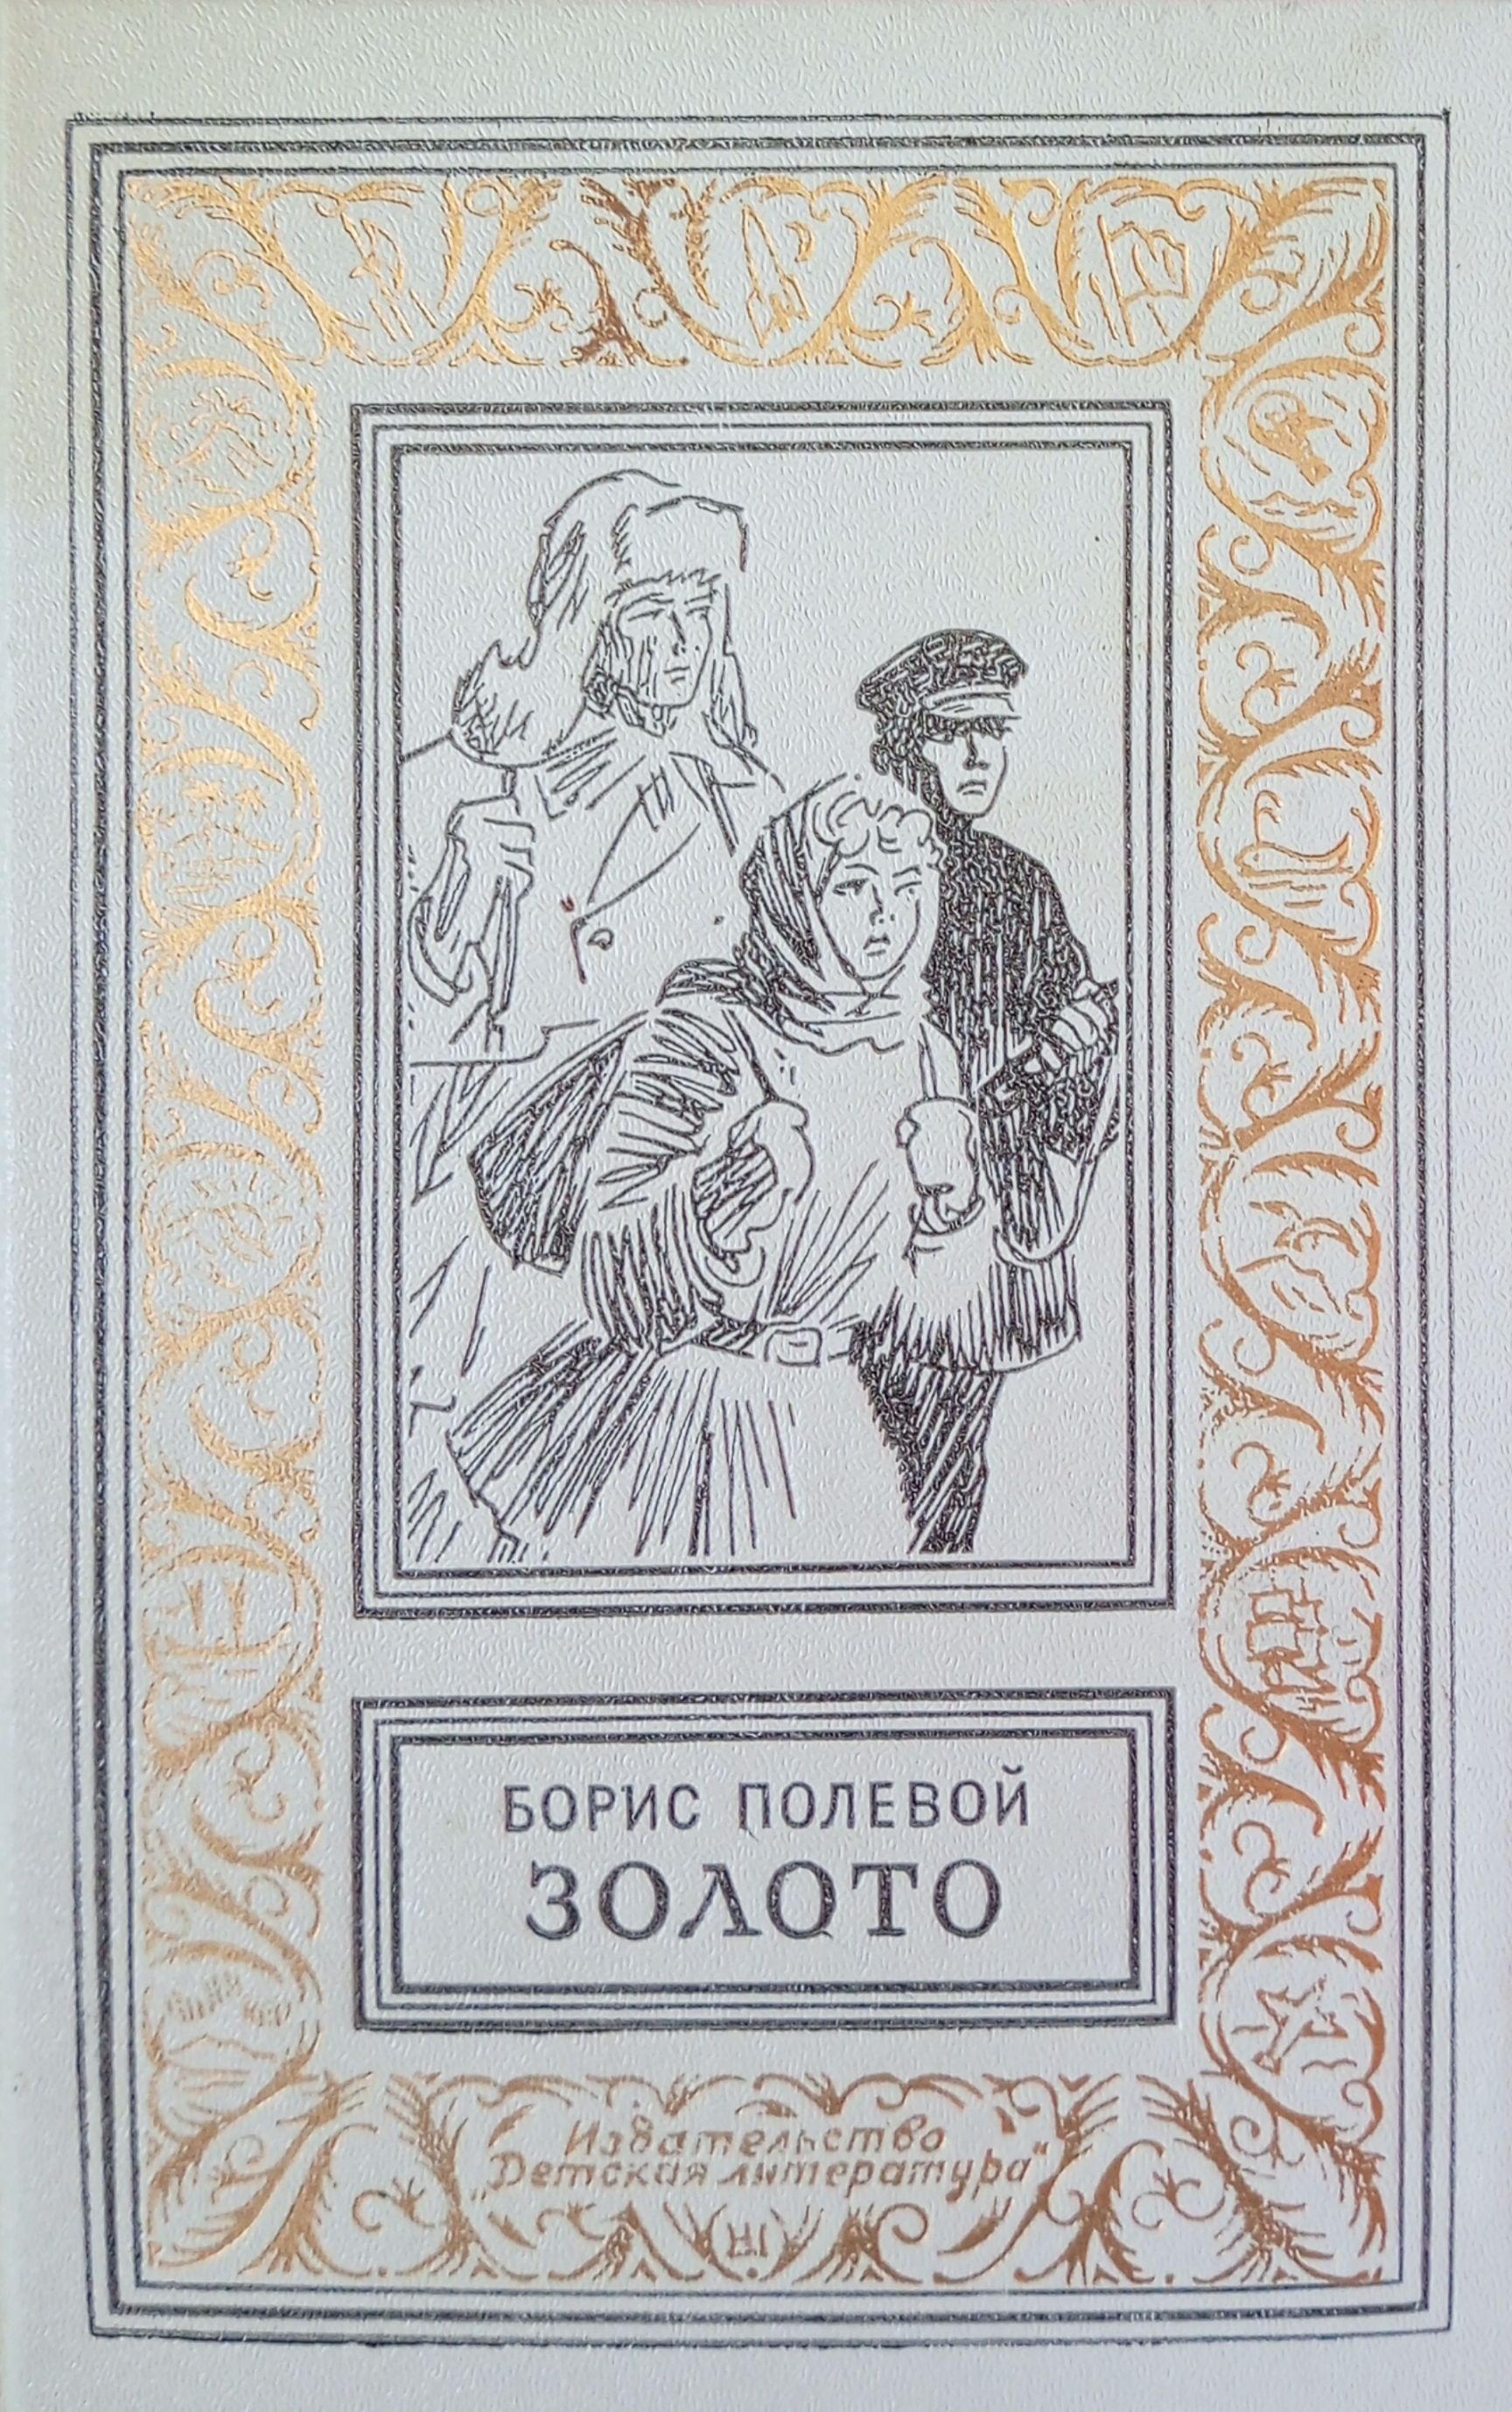 БОРИС ПОЛЕВОЙ
ЗОЛОТО
Издательство
„Детская литература“